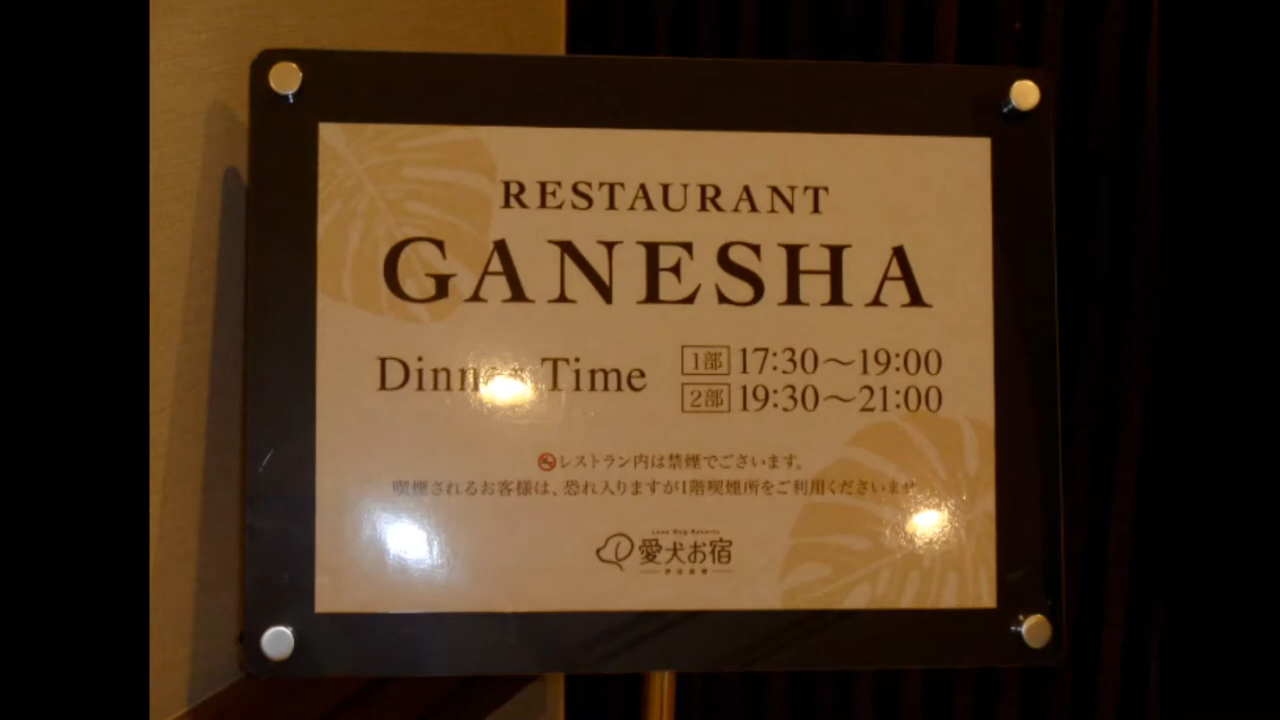 RESTAURANT
GANESHA
Dinner Time
1部 17:30～19:00
2部 19:30～21:00
レストラン内は禁煙でございます。
喫煙されるお客様は、恐れ入りますが1階喫煙所をご利用くださいませ
Love Dog Resorts
愛犬お宿